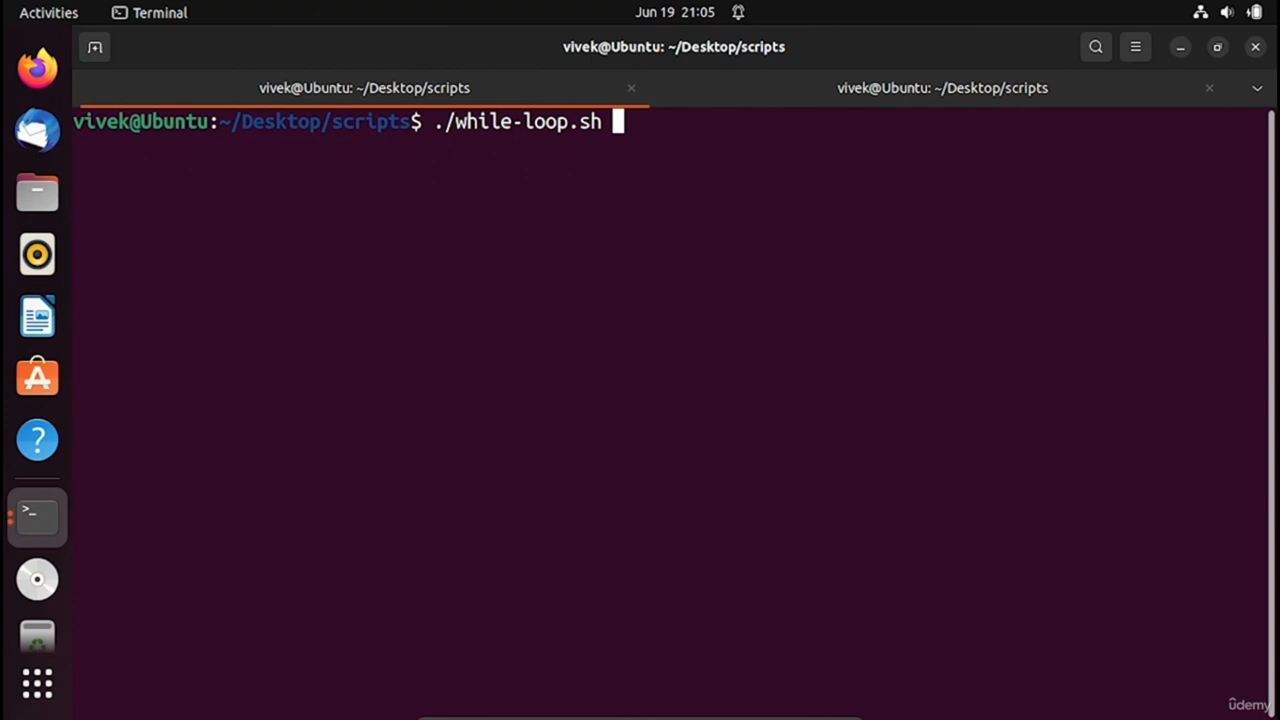 Activities
Terminal
Jun 19 21:05
vivek@Ubuntu: ~/Desktop/scripts
vivek@Ubuntu: ~/Desktop/scripts
vivek@Ubuntu: ~/Desktop/scripts
vivek@Ubuntu:~/Desktop/scripts$ ./while-loop.sh
ûdemy